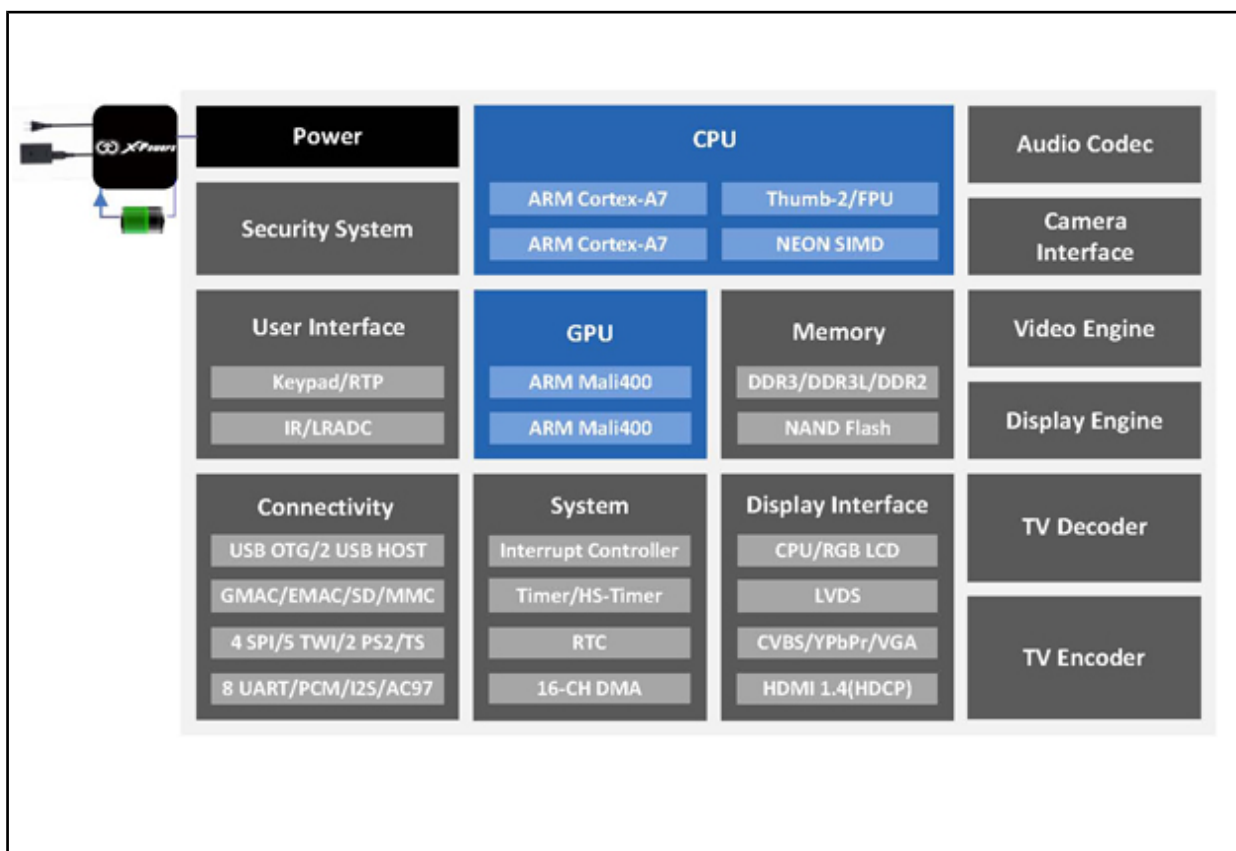 XPowers
Power
Security System
CPU
ARM Cortex-A7
Thumb-2/FPU
ARM Cortex-A7
NEON SIMD
Audio Codec
Camera
Interface
User Interface
Keypad/RTP
IR/LRADC
GPU
ARM Mali400
ARM Mali400
Memory
DDR3/DDR3L/DDR2
NAND Flash
Video Engine
Display Engine
Connectivity
USB OTG/2 USB HOST
GMAC/EMAC/SD/MMC
4 SPI/5 TWI/2 PS2/TS
8 UART/PCM/I2S/AC97
System
Interrupt Controller
Timer/HS-Timer
RTC
16-CH DMA
Display Interface
CPU/RGB LCD
LVDS
CVBS/YPbPr/VGA
HDMI 1.4(HDCP)
TV Decoder
TV Encoder